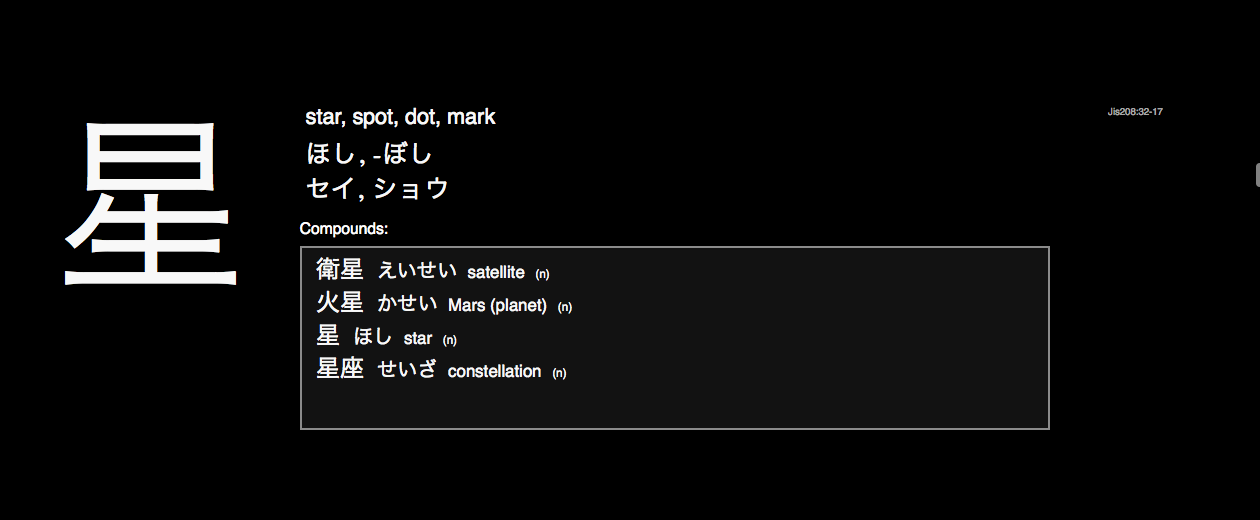 星
star, spot, dot, mark
Jis208:32-17
ほし, -ぼし
セイ, ショウ
Compounds:
衛星 えいせい satellite (n)
火星 かせい Mars (planet) (n)
星 ほし star (n)
星座 せいざ constellation (n)